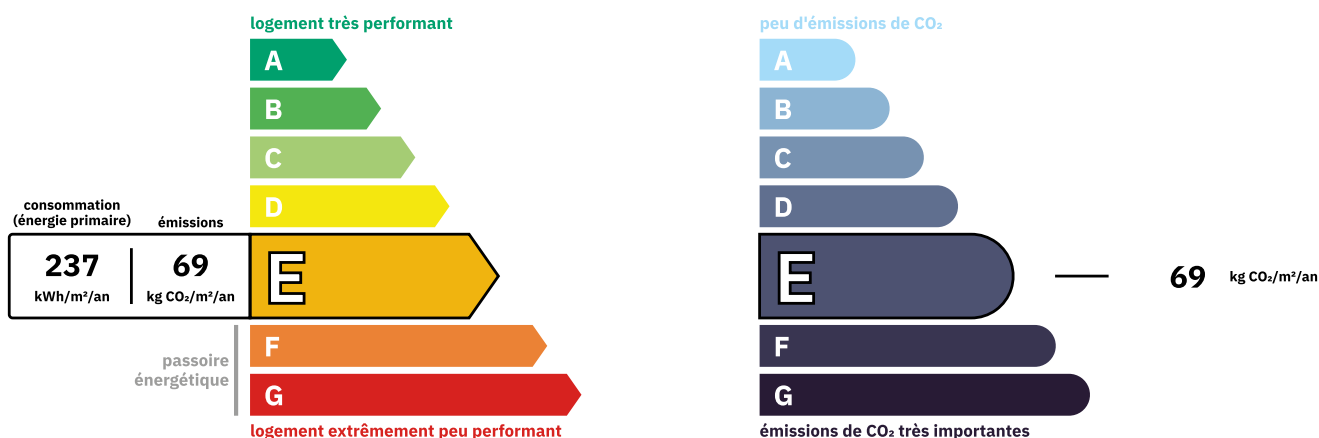 logement très performant
A
B
C
D
consommation
(énergie primaire)
émissions
237
kWh/m²/an
69
kg CO₂/m²/an
E
passoire
énergétique
F
G
logement extrêmement peu performant
peu d'émissions de CO₂
A
B
C
D
E
69
kg CO₂/m²/an
F
G
émissions de CO₂ très importantes